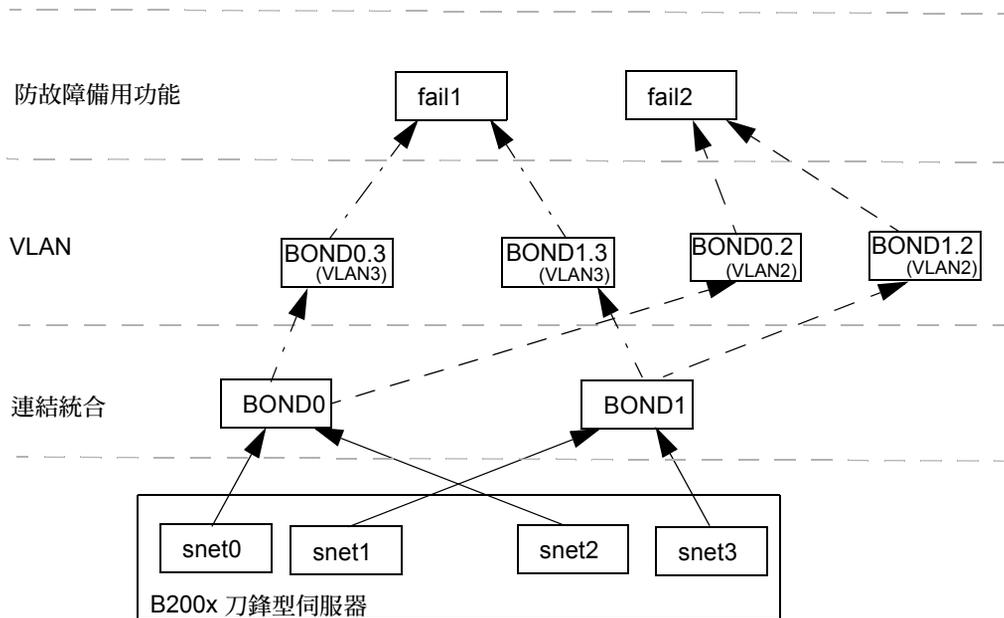 防故障備用功能
fail1
fail2
VLAN
BOND0.3
(VLAN3)
BOND1.3
(VLAN3)
BOND0.2
(VLAN2)
BOND1.2
(VLAN2)
連結統合
BOND0
BOND1
snet0
snet1
snet2
snet3
B200x 刀鋒型伺服器